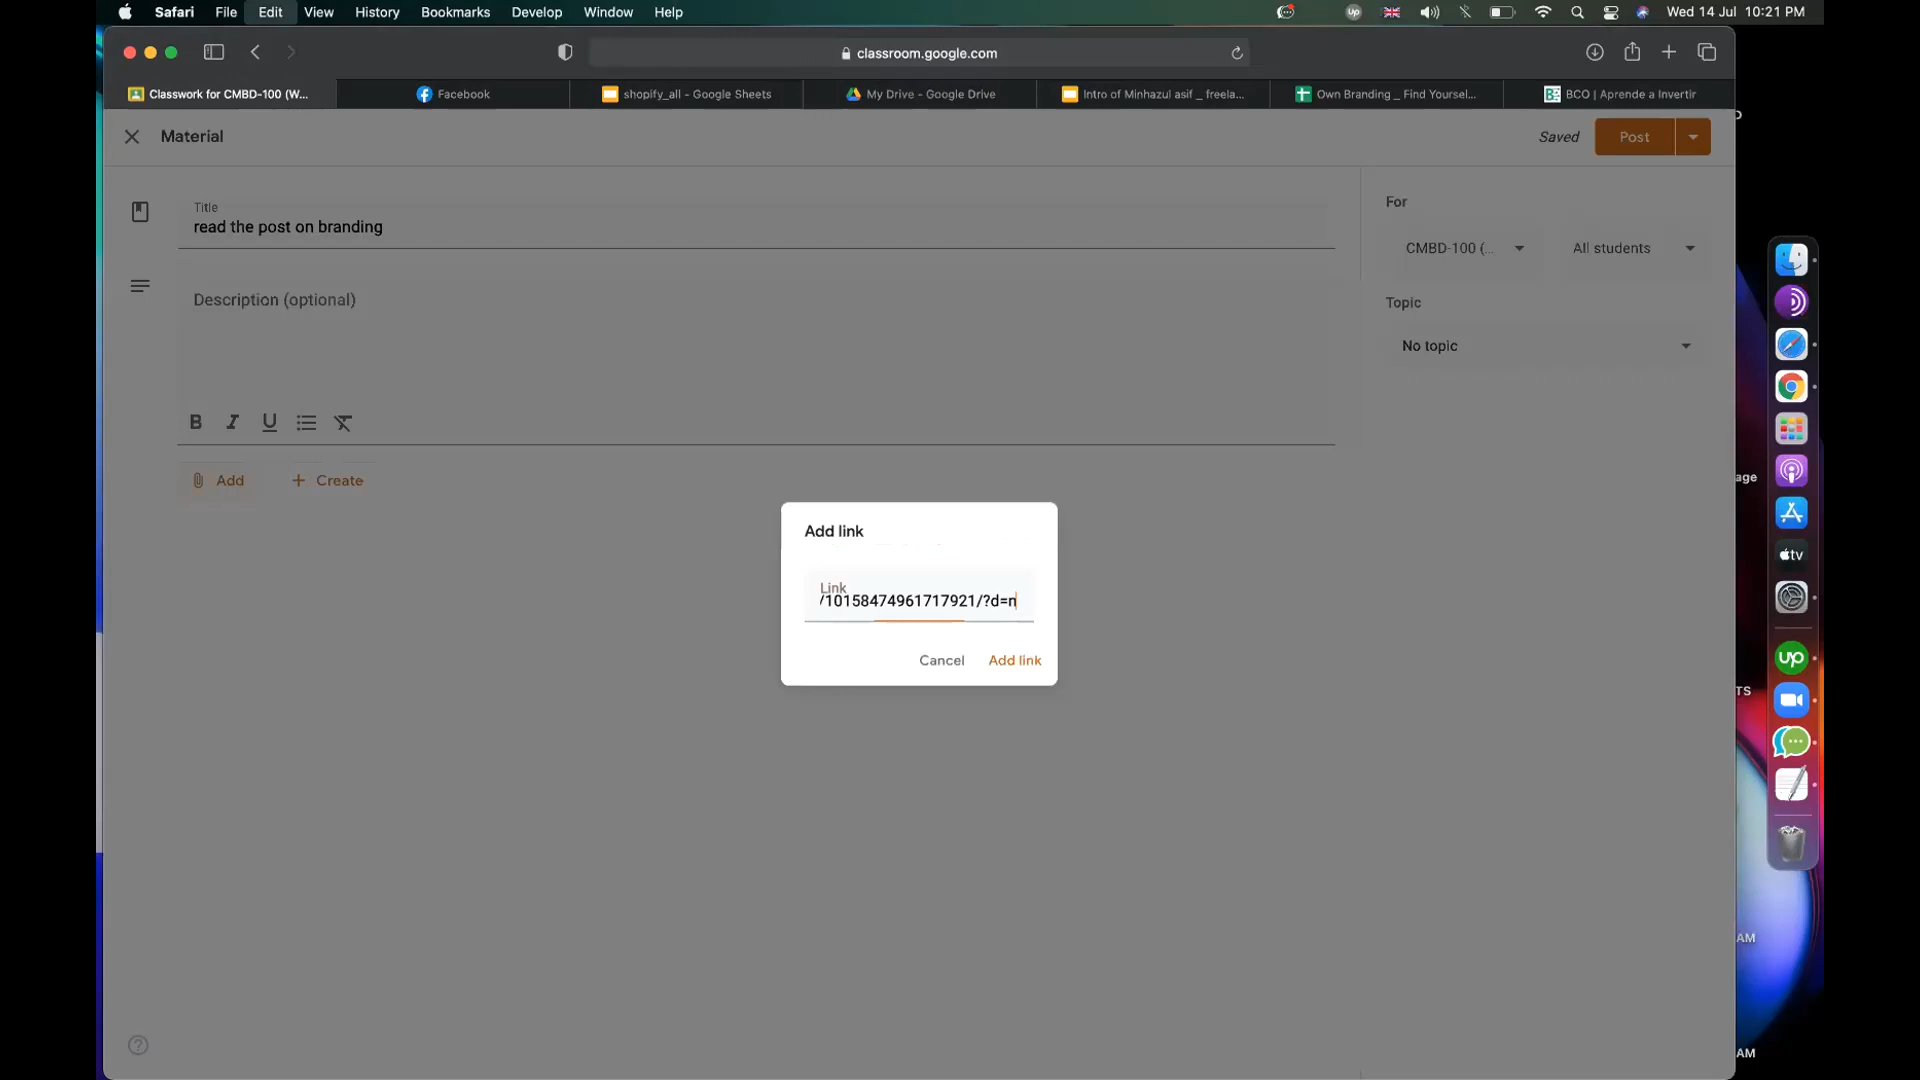 Safari File Edit View History Bookmarks Develop Window Help
up
Wed 14 Jul 10:21 PM
classroom.google.com
Classwork for CMBD-100 (W...
Facebook
shopify_all - Google Sheets
My Drive - Google Drive
Intro of Minhazul asif _ freela...
Own Branding _ Find Yoursel...
BCO | Aprende a Invertir
Material
Saved
Post
Title
read the post on branding
Description (optional)
B I U
Add
Create
For
CMBD-100 (...
All students
Topic
No topic
Add link
Link
/10158474961717921/?d=n
Cancel
Add link
age
TS
AM
AM
tv
up